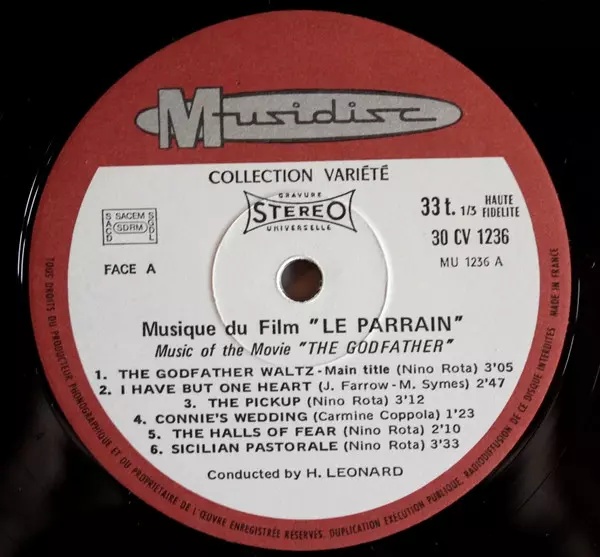 Musidisc
COLLECTION VARIÉTÉ
GRAVURE
STEREO
UNIVERSELLE
33 t. 1/3 HAUTE FIDELITE
30 CV 1236
MU 1236 A
SACEM
SACD SDRM SGDL
FACE A
Musique du Film "LE PARRAIN"
Music of the Movie "THE GODFATHER"
1. THE GODFATHER WALTZ - Main title (Nino Rota) 3'05
2. I HAVE BUT ONE HEART (J. Farrow - M. Symes) 2'47
3. THE PICKUP (Nino Rota) 3'12
4. CONNIE'S WEDDING (Carmine Coppola) 1'23
5. THE HALLS OF FEAR (Nino Rota) 2'10
6. SICILIAN PASTORALE (Nino Rota) 3'33
Conducted by H. LEONARD
TOUS DROITS DU PRODUCTEUR PHONOGRAPHIQUE ET DU PROPRIETAIRE DE L'ŒUVRE ENREGISTRÉE RESERVES. DUPLICATION EXÉCUTION PUBLIQUE, RADIODIFFUSION DE CE DISQUE INTERDITES - MADE IN FRANCE